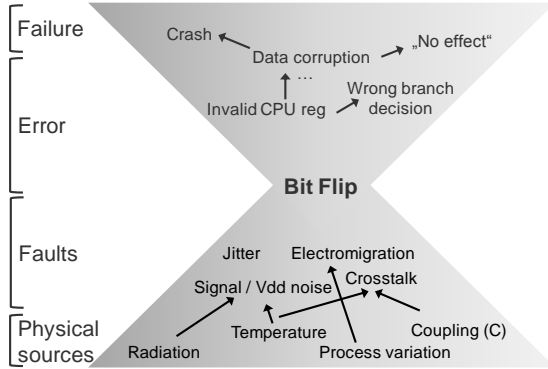 Failure
Crash
„No effect“
Data corruption
...
Error
Invalid CPU reg
Wrong branch
decision
Bit Flip
Faults
Jitter
Electromigration
Signal / Vdd noise
Crosstalk
Physical
sources
Temperature
Coupling (C)
Radiation
Process variation